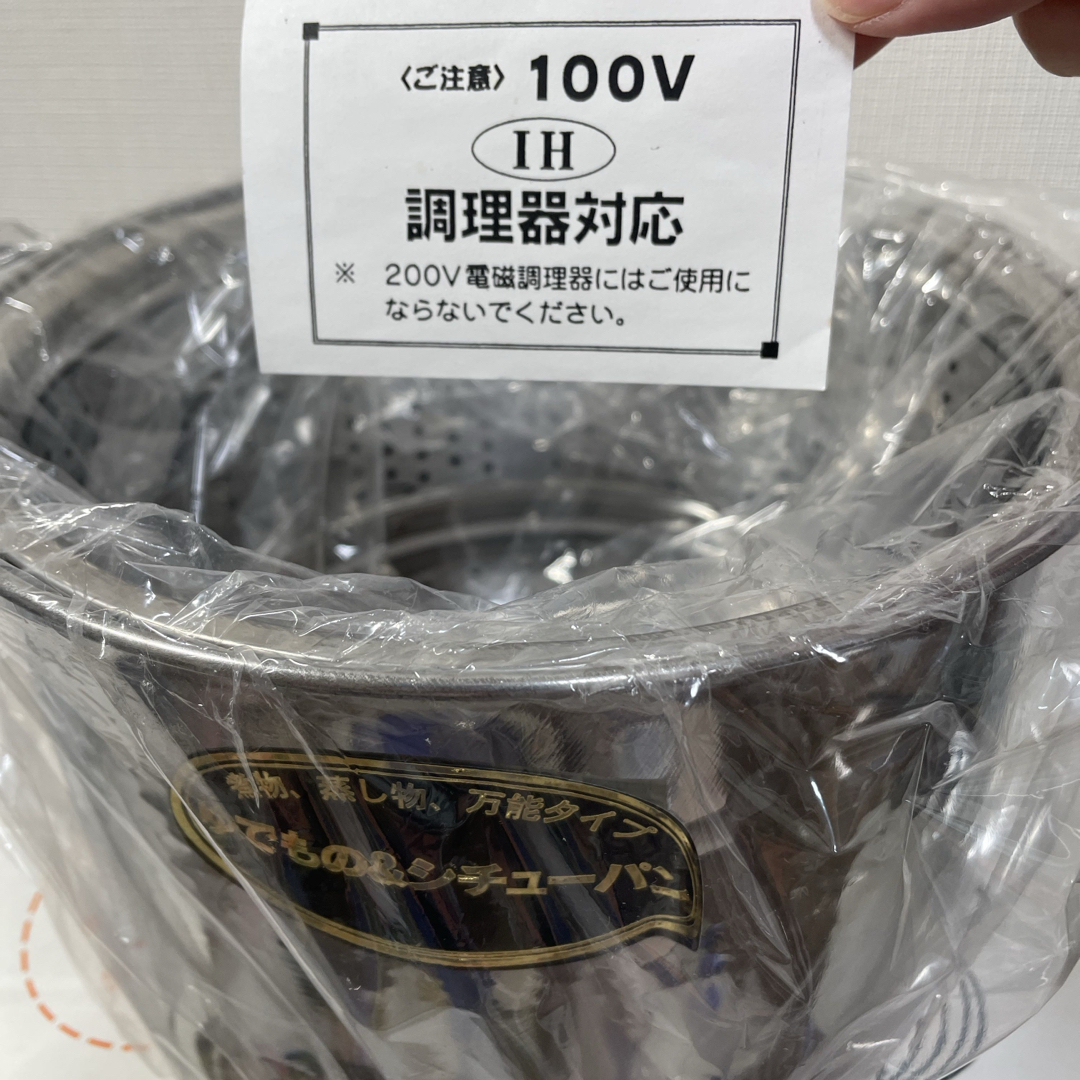 〈ご注意〉 100V
IH
調理器対応
※ 200V電磁調理器にはご使用に
ならないでください。
煮物、蒸し物、万能タイプ
ゆでもの&シチューパン